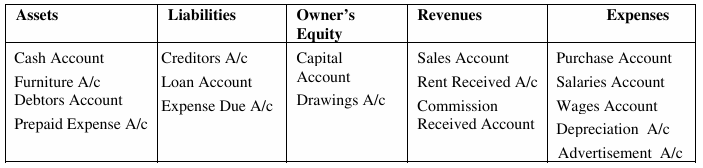 Assets
Liabilities
Owner's
Equity
Revenues
Expenses
Cash Account
Furniture A/c
Debtors Account
Prepaid Expense A/c
Creditors A/c
Loan Account
Expense Due A/c
Capital
Account
Drawings A/c
Sales Account
Rent Received A/c
Commission
Received Account
Purchase Account
Salaries Account
Wages Account
Depreciation A/c
Advertisement A/c